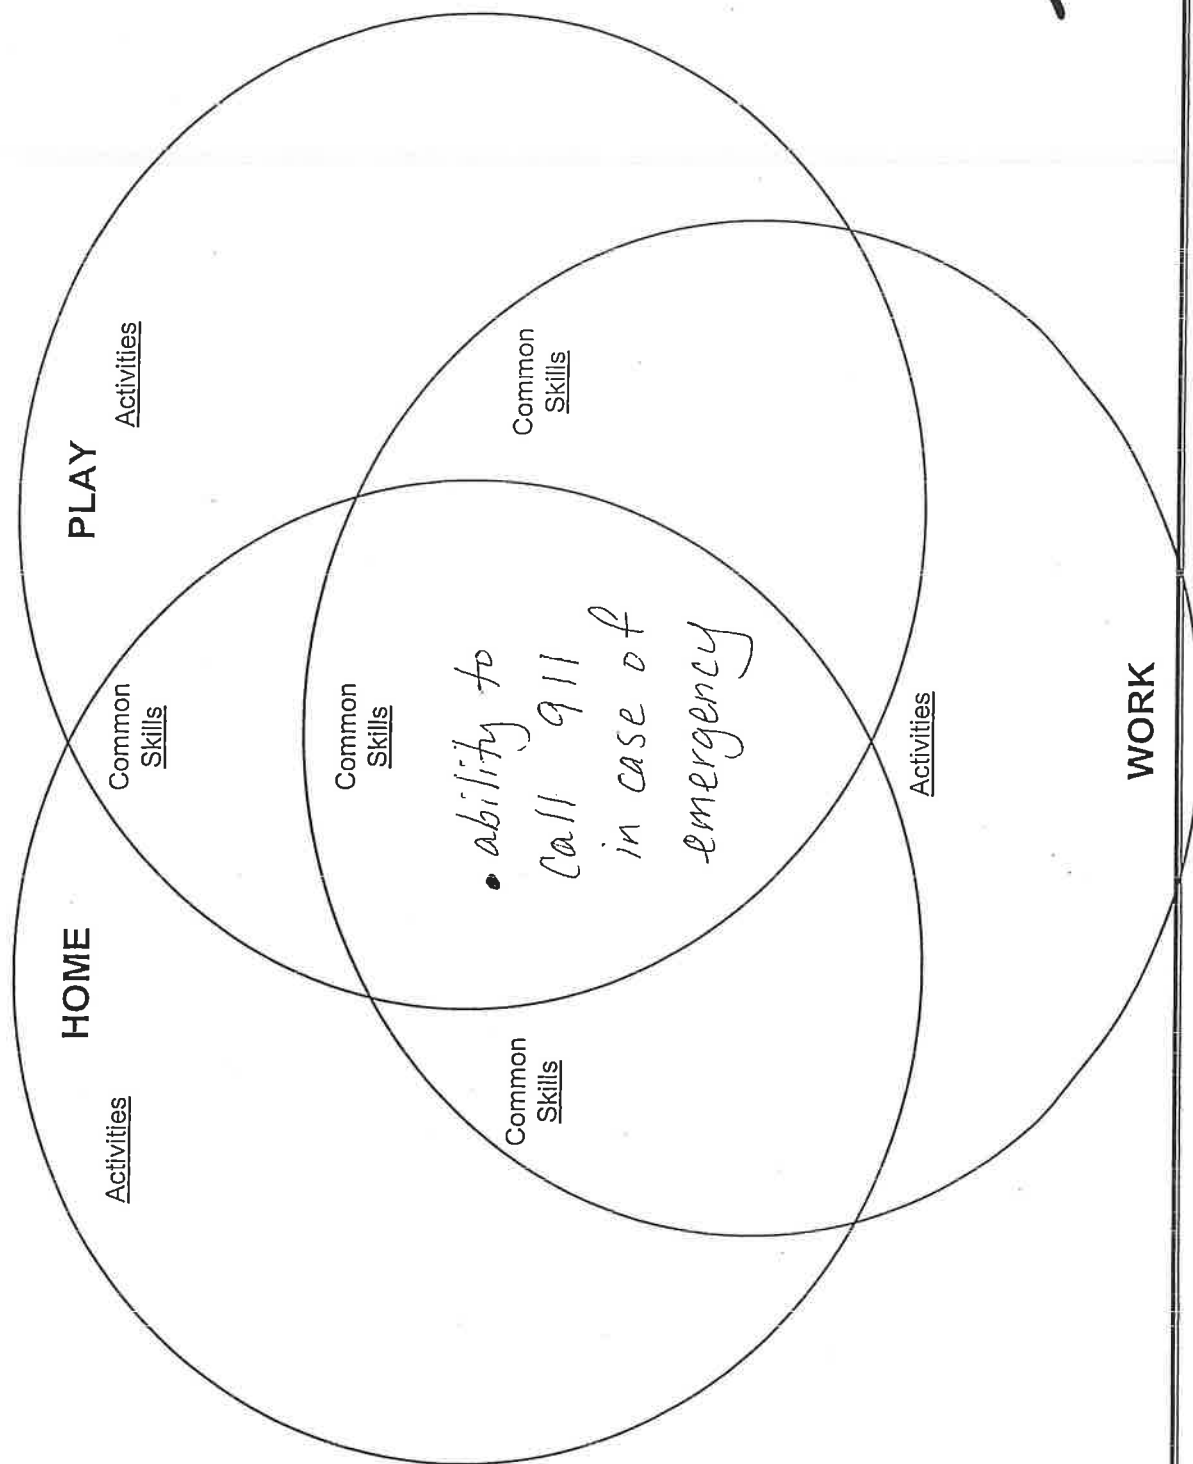 HOME
PLAY
Activities
Common
Skills
Activities
Common
Skills
• ability to
call 911
in case of
emergency
Common
Skills
Common
Skills
Activities
WORK